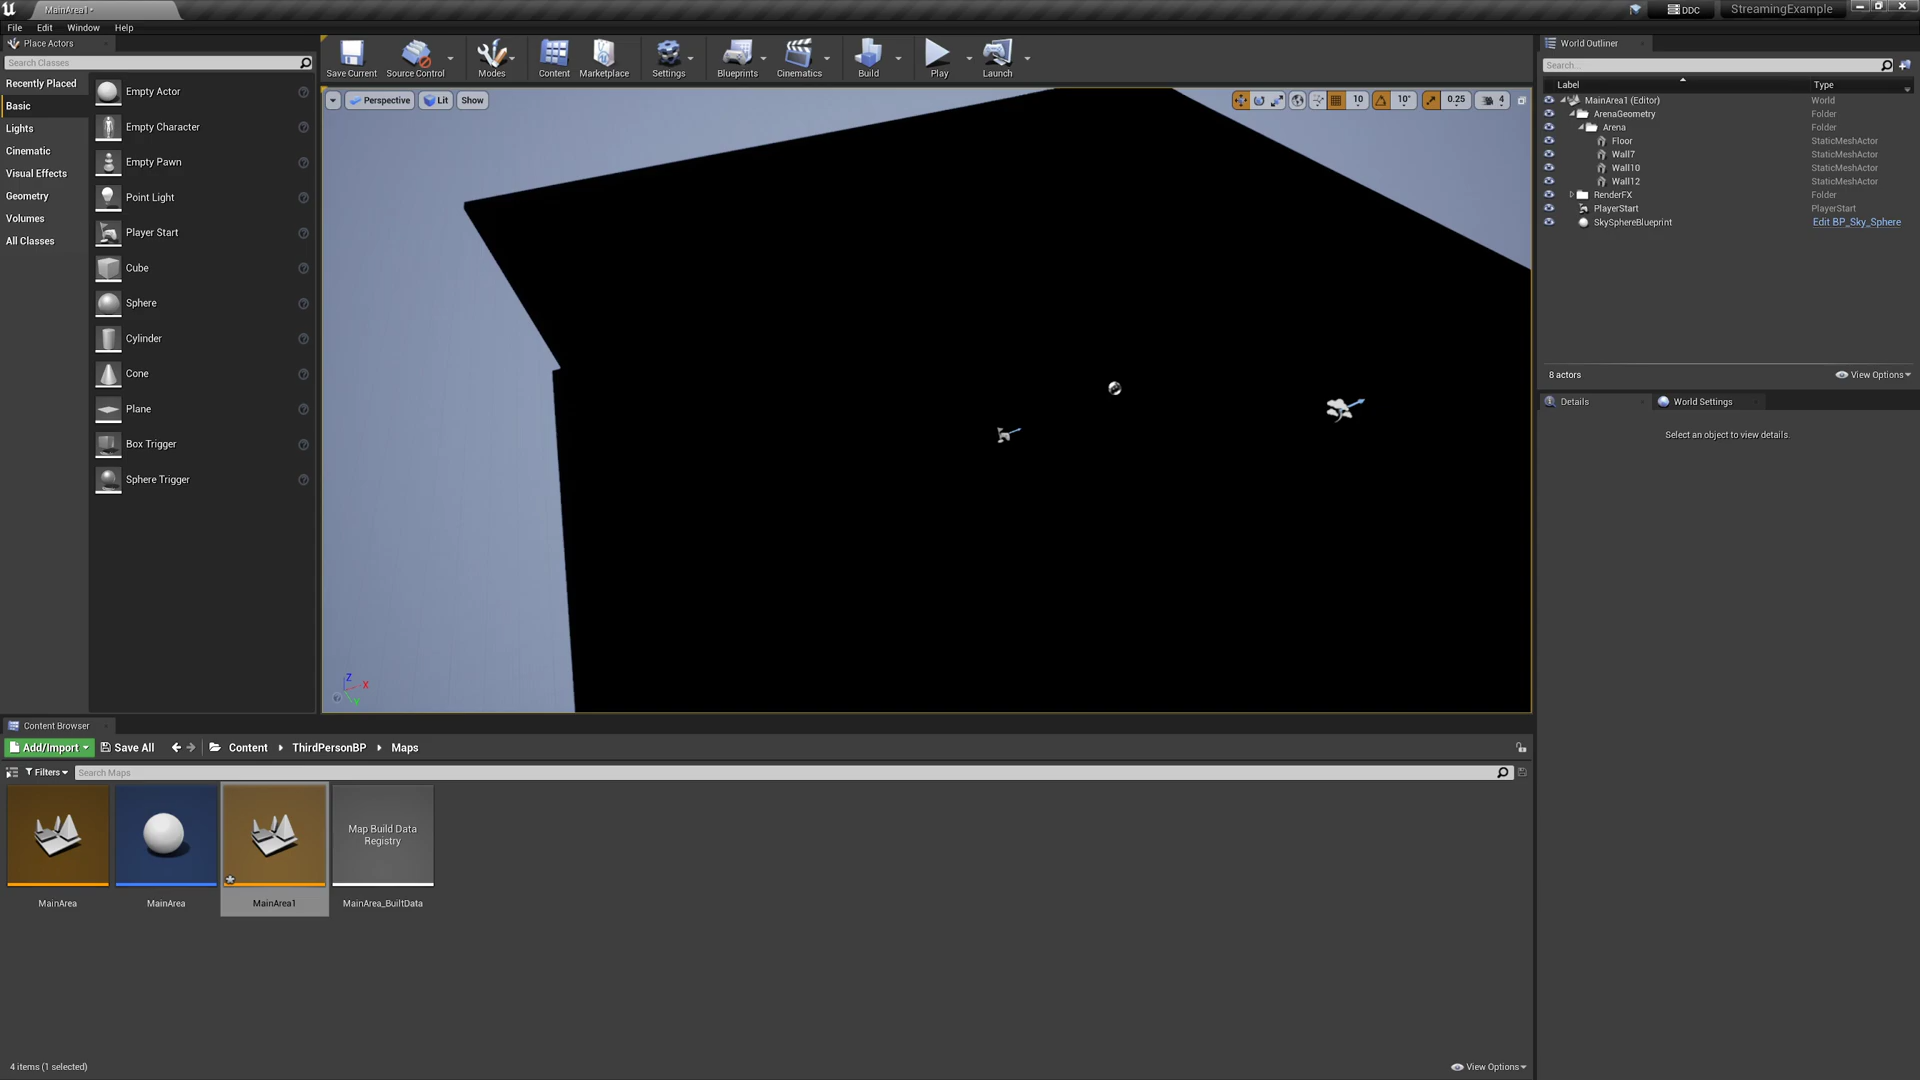 MainArea1*
DDC
StreamingExample
File Edit Window Help
Place Actors
Search Classes
Recently Placed
Basic
Lights
Cinematic
Visual Effects
Geometry
Volumes
All Classes
Empty Actor
Empty Character
Empty Pawn
Point Light
Player Start
Cube
Sphere
Cylinder
Cone
Plane
Box Trigger
Sphere Trigger
Save Current
Source Control
Modes
Content
Marketplace
Settings
Blueprints
Cinematics
Build
Play
Launch
Perspective
Lit
Show
10
10°
0.25
4
Z
X
Y
World Outliner
Search...
Label Type
MainArea1 (Editor) World
ArenaGeometry Folder
Arena Folder
Floor StaticMeshActor
Wall7 StaticMeshActor
Wall10 StaticMeshActor
Wall12 StaticMeshActor
RenderFX Folder
PlayerStart PlayerStart
SkySphereBlueprint Edit BP_Sky_Sphere
8 actors
View Options
Details
World Settings
Select an object to view details.
Content Browser
Add/Import
Save All
Content
ThirdPersonBP
Maps
Filters
Search Maps
Map Build Data
Registry
MainArea
MainArea
MainArea1
MainArea_BuiltData
4 items (1 selected)
View Options